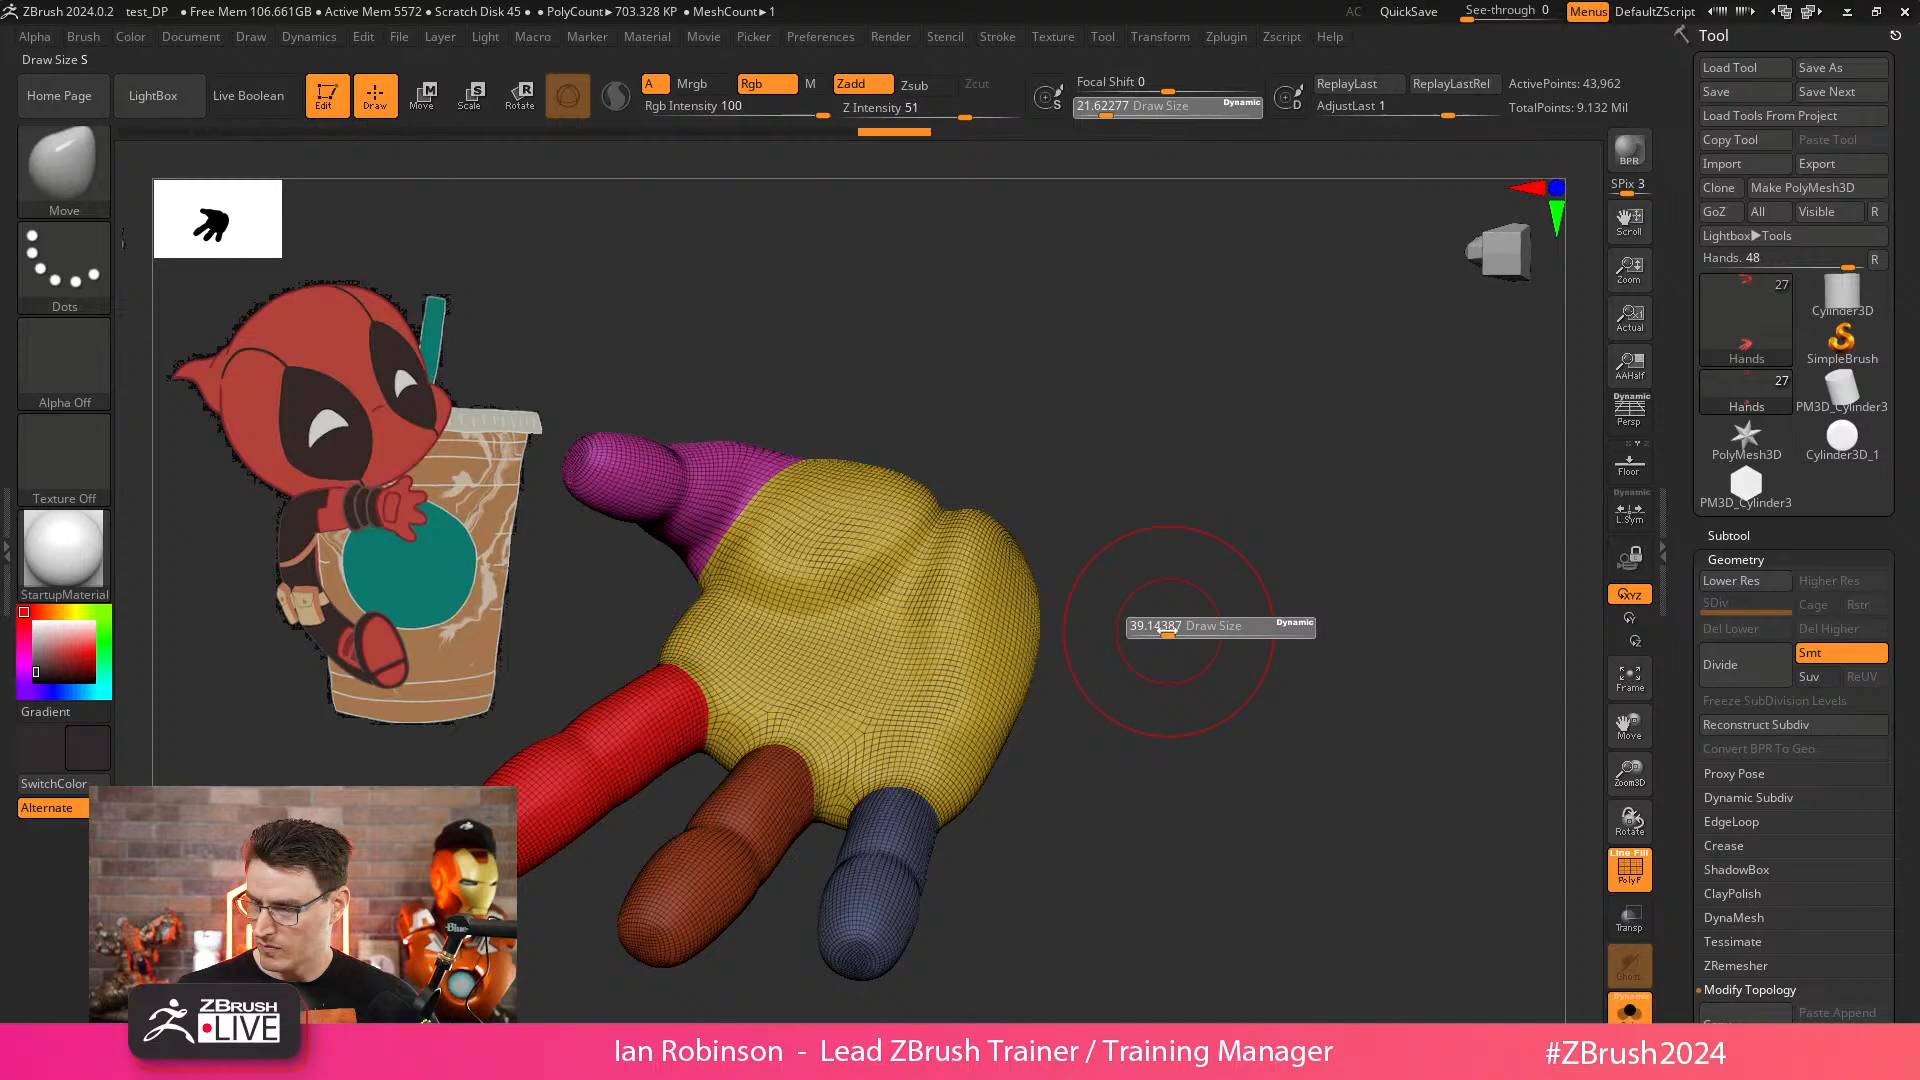 ZBrush 2024.0.2 test_DP ● Free Mem 106.661GB ● Active Mem 5572 ● Scratch Disk 45 ● ● PolyCount► 703.328 KP ● MeshCount► 1
AC QuickSave See-through 0 Menus DefaultZScript
Alpha Brush Color Document Draw Dynamics Edit File Layer Light Macro Marker Material Movie Picker Preferences Render Stencil Stroke Texture Tool Transform Zplugin Zscript Help
Draw Size S
Home Page
LightBox
Live Boolean
Edit
Draw
Move
Scale
Rotate
A Mrgb Rgb M Zadd Zsub Zcut
Rgb Intensity 100
Z Intensity 51
S
Focal Shift 0
21.62277 Draw Size Dynamic
D
ReplayLast ReplayLastRel
AdjustLast 1
ActivePoints: 43,962
TotalPoints: 9.132 Mil
Move
Dots
Alpha Off
Texture Off
StartupMaterial
Gradient
SwitchColor
Alternate
39.14387 Draw Size Dynamic
BPR
SPix 3
Scroll
Zoom
Actual
AAHalf
Dynamic
Persp
Floor
Dynamic
L.Sym
XYZ
Frame
Move
Zoom3D
Rotate
Line Fill
PolyF
Transp
Ghost
Dynamic
Tool
Load Tool Save As
Save Save Next
Load Tools From Project
Copy Tool Paste Tool
Import Export
Clone Make PolyMesh3D
GoZ All Visible R
Lightbox▶Tools
Hands. 48 R
27
Hands
Cylinder3D
SimpleBrush
27
Hands
PM3D_Cylinder3
PolyMesh3D
Cylinder3D_1
PM3D_Cylinder3
Subtool
Geometry
Lower Res Higher Res
SDiv Cage Rstr
Del Lower Del Higher
Divide Smt
Suv ReUV
Freeze SubDivision Levels
Reconstruct Subdiv
Convert BPR To Geo
Proxy Pose
Dynamic Subdiv
EdgeLoop
Crease
ShadowBox
ClayPolish
DynaMesh
Tessimate
ZRemesher
Modify Topology
Paste Append
Blue
ZBRUSH
LIVE
Ian Robinson - Lead ZBrush Trainer / Training Manager
#ZBrush2024